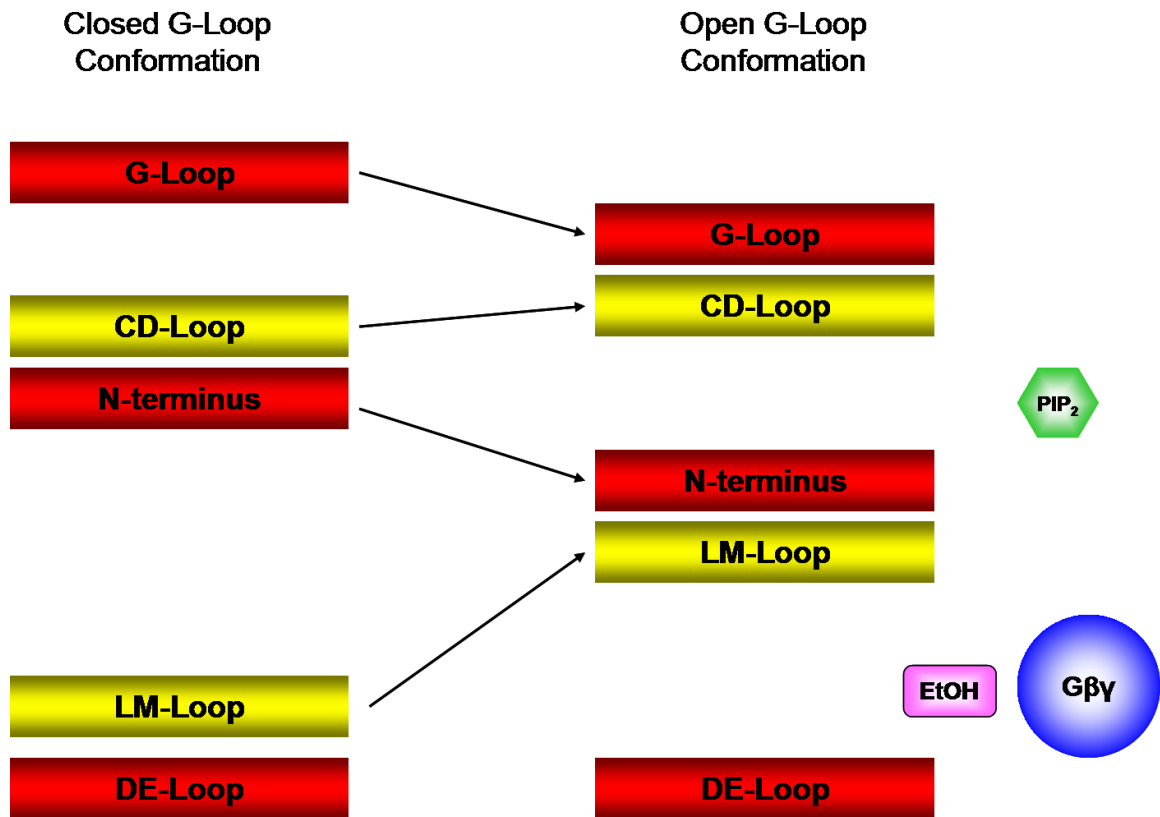 Closed G-Loop
Conformation
Open G-Loop
Conformation
G-Loop
G-Loop
CD-Loop
CD-Loop
N-terminus
PIP₂
N-terminus
LM-Loop
LM-Loop
EtOH
Gβγ
DE-Loop
DE-Loop